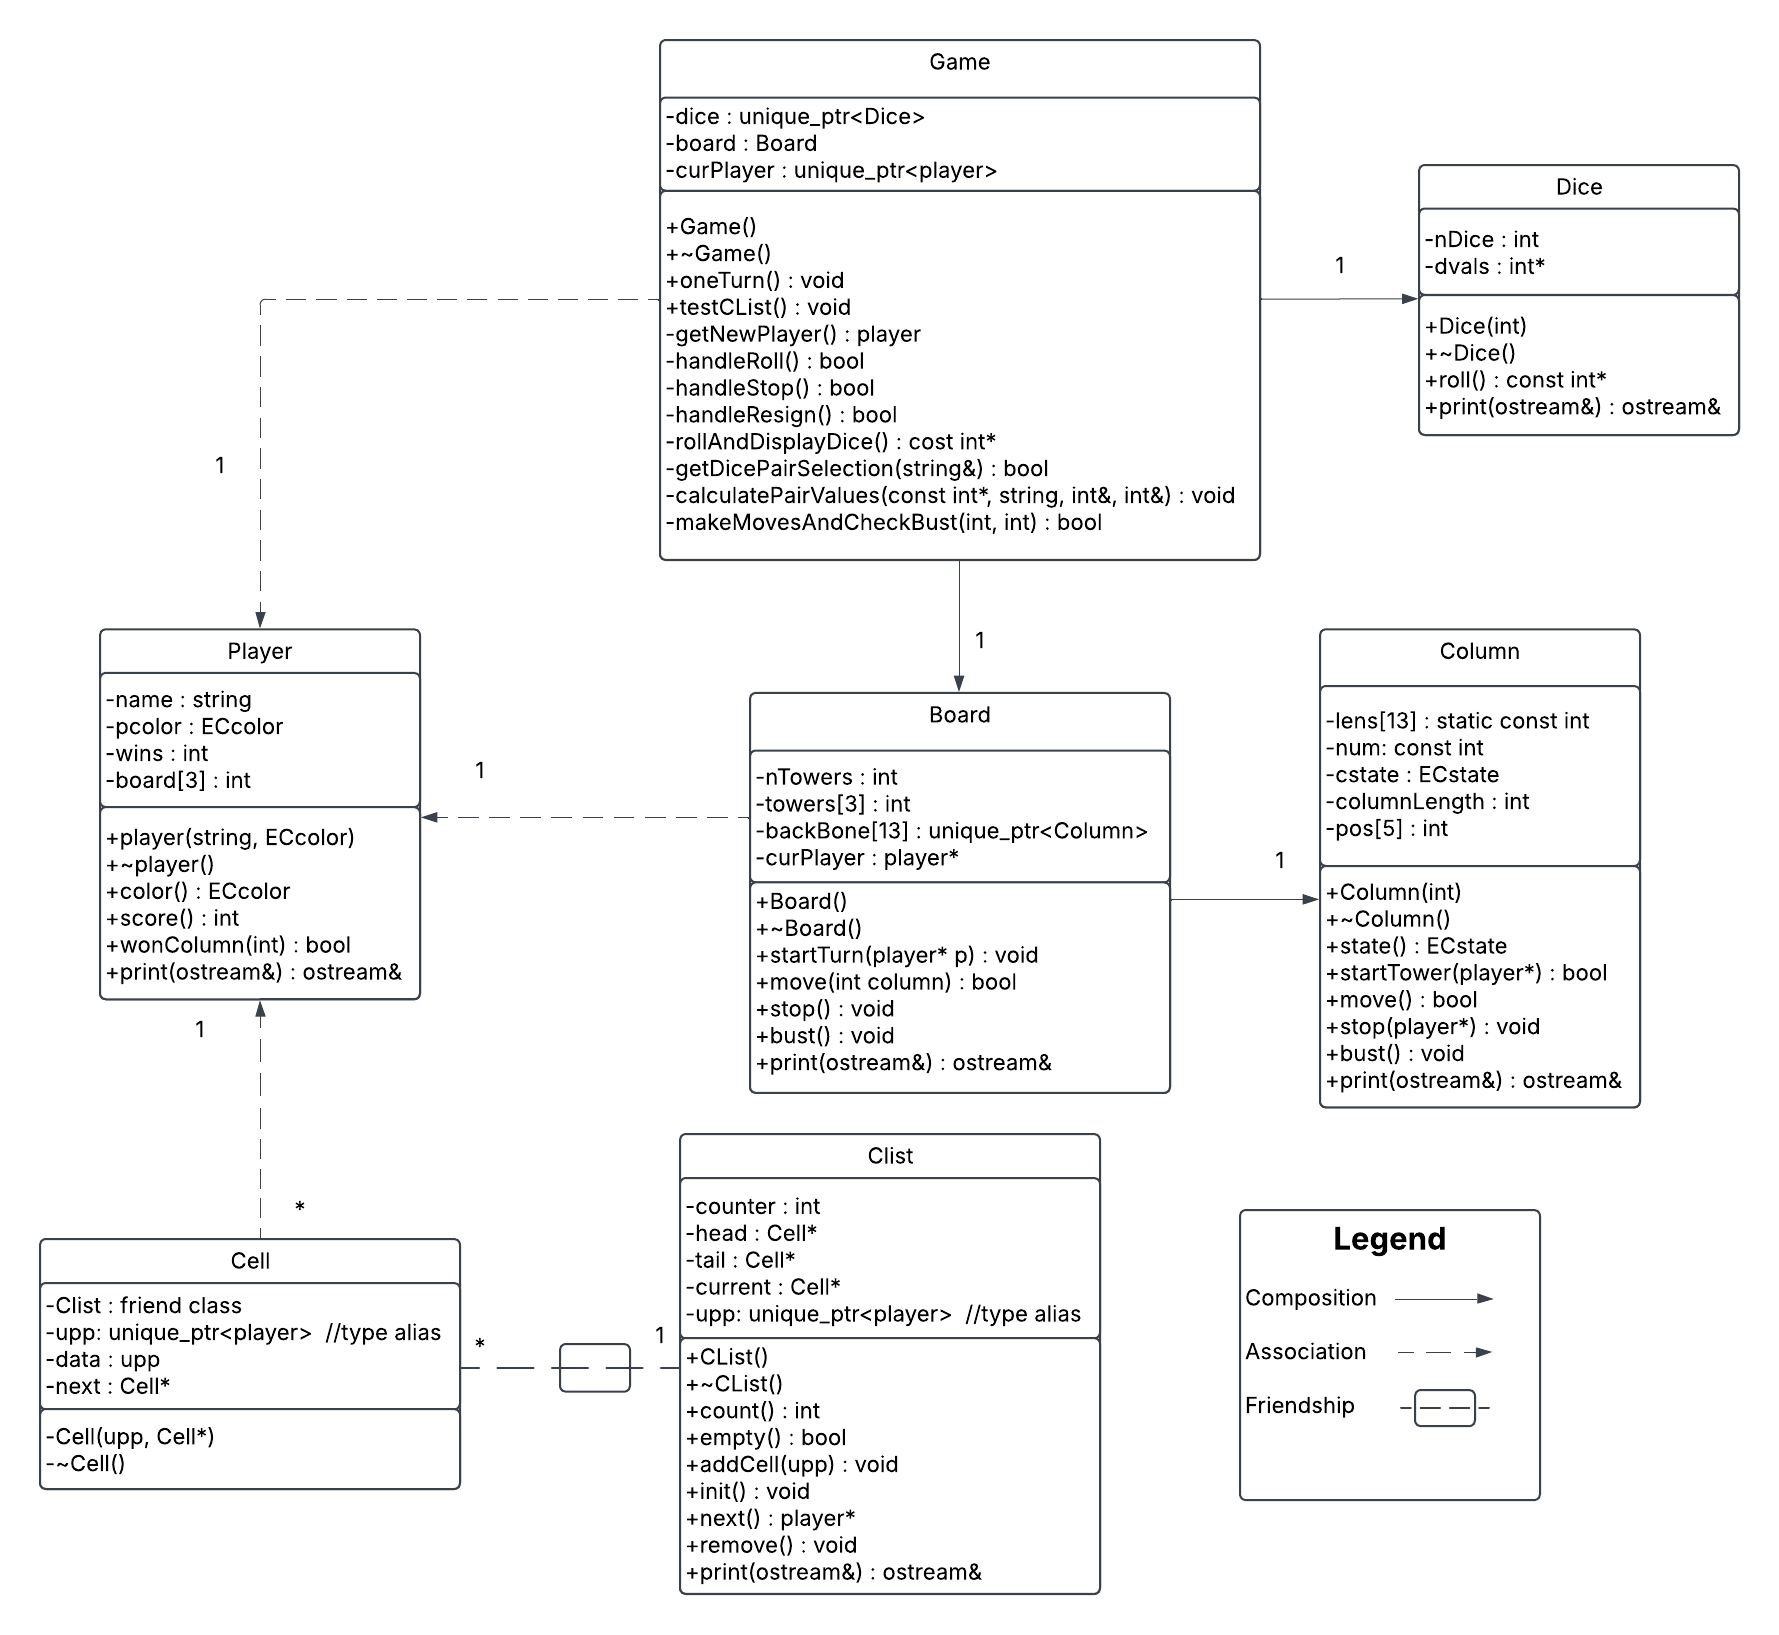 Game
-dice : unique_ptr<Dice>
-board : Board
-curPlayer : unique_ptr<player>
+Game()
+~Game()
+oneTurn() : void
+testCList() : void
-getNewPlayer() : player
-handleRoll() : bool
-handleStop() : bool
-handleResign() : bool
-rollAndDisplayDice() : cost int*
-getDicePairSelection(string&) : bool
-calculatePairValues(const int*, string, int&, int&) : void
-makeMovesAndCheckBust(int, int) : bool
1
Dice
-nDice : int
-dvals : int*
+Dice(int)
+~Dice()
+roll() : const int*
+print(ostream&) : ostream&
1
1
Player
-name : string
-pcolor : ECcolor
-wins : int
-board[3] : int
+player(string, ECcolor)
+~player()
+color() : ECcolor
+score() : int
+wonColumn(int) : bool
+print(ostream&) : ostream&
1
Board
-nTowers : int
-towers[3] : int
-backBone[13] : unique_ptr<Column>
-curPlayer : player*
+Board()
+~Board()
+startTurn(player* p) : void
+move(int column) : bool
+stop() : void
+bust() : void
+print(ostream&) : ostream&
1
Column
-lens[13] : static const int
-num: const int
-cstate : ECstate
-columnLength : int
-pos[5] : int
+Column(int)
+~Column()
+state() : ECstate
+startTower(player*) : bool
+move() : bool
+stop(player*) : void
+bust() : void
+print(ostream&) : ostream&
1
*
Cell
-Clist : friend class
-upp: unique_ptr<player>  //type alias
-data : upp
-next : Cell*
-Cell(upp, Cell*)
-~Cell()
*
1
Clist
-counter : int
-head : Cell*
-tail : Cell*
-current : Cell*
-upp: unique_ptr<player>  //type alias
+CList()
+~CList()
+count() : int
+empty() : bool
+addCell(upp) : void
+init() : void
+next() : player*
+remove() : void
+print(ostream&) : ostream&
Legend
Composition
Association
Friendship